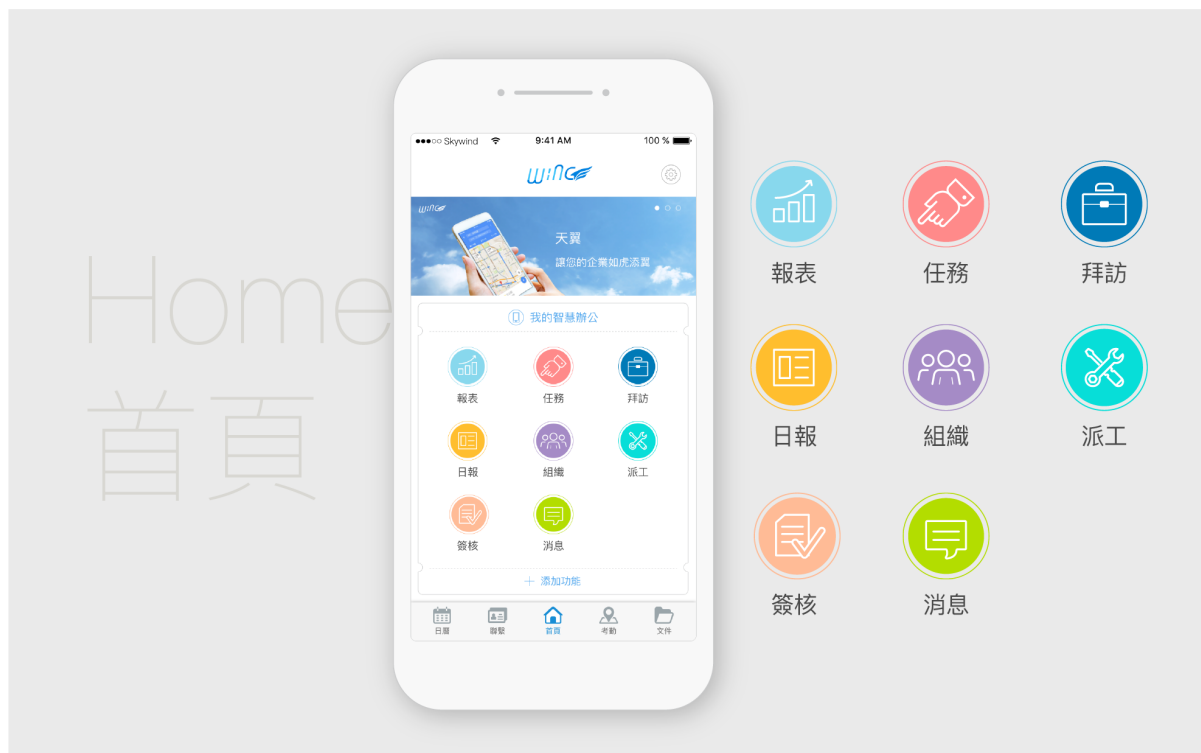 Home
首頁
Skywind
9:41 AM
100 %
WING
WING
天翼
讓您的企業如虎添翼
我的智慧辦公
報表
任務
拜訪
日報
組織
派工
簽核
消息
+ 添加功能
日曆
聯繫
首頁
考勤
文件
報表
任務
拜訪
日報
組織
派工
簽核
消息